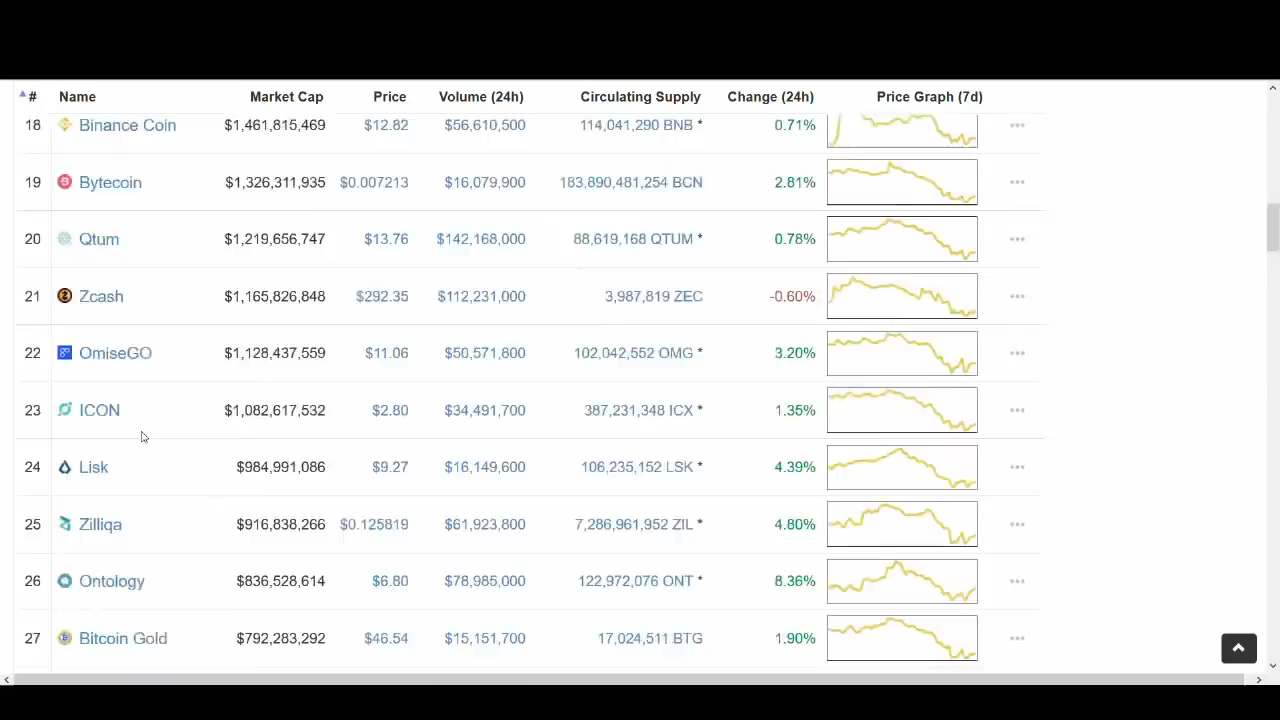 # Name Market Cap Price Volume (24h) Circulating Supply Change (24h) Price Graph (7d)
18 Binance Coin $1,461,815,469 $12.82 $56,610,500 114,041,290 BNB * 0.71%
19 Bytecoin $1,326,311,935 $0.007213 $16,079,900 183,890,481,254 BCN 2.81%
20 Qtum $1,219,656,747 $13.76 $142,168,000 88,619,168 QTUM * 0.78%
21 Zcash $1,165,826,848 $292.35 $112,231,000 3,987,819 ZEC -0.60%
22 OmiseGO $1,128,437,559 $11.06 $50,571,800 102,042,552 OMG * 3.20%
23 ICON $1,082,617,532 $2.80 $34,491,700 387,231,348 ICX * 1.35%
24 Lisk $984,991,086 $9.27 $16,149,600 106,235,152 LSK * 4.39%
25 Zilliqa $916,838,266 $0.125819 $61,923,800 7,286,961,952 ZIL * 4.80%
26 Ontology $836,528,614 $6.80 $78,985,000 122,972,076 ONT * 8.36%
27 Bitcoin Gold $792,283,292 $46.54 $15,151,700 17,024,511 BTG 1.90%